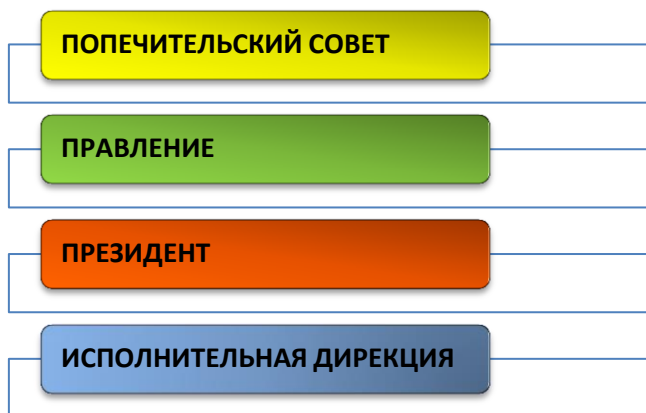 ПОПЕЧИТЕЛЬСКИЙ СОВЕТ
ПРАВЛЕНИЕ
ПРЕЗИДЕНТ
ИСПОЛНИТЕЛЬНАЯ ДИРЕКЦИЯ